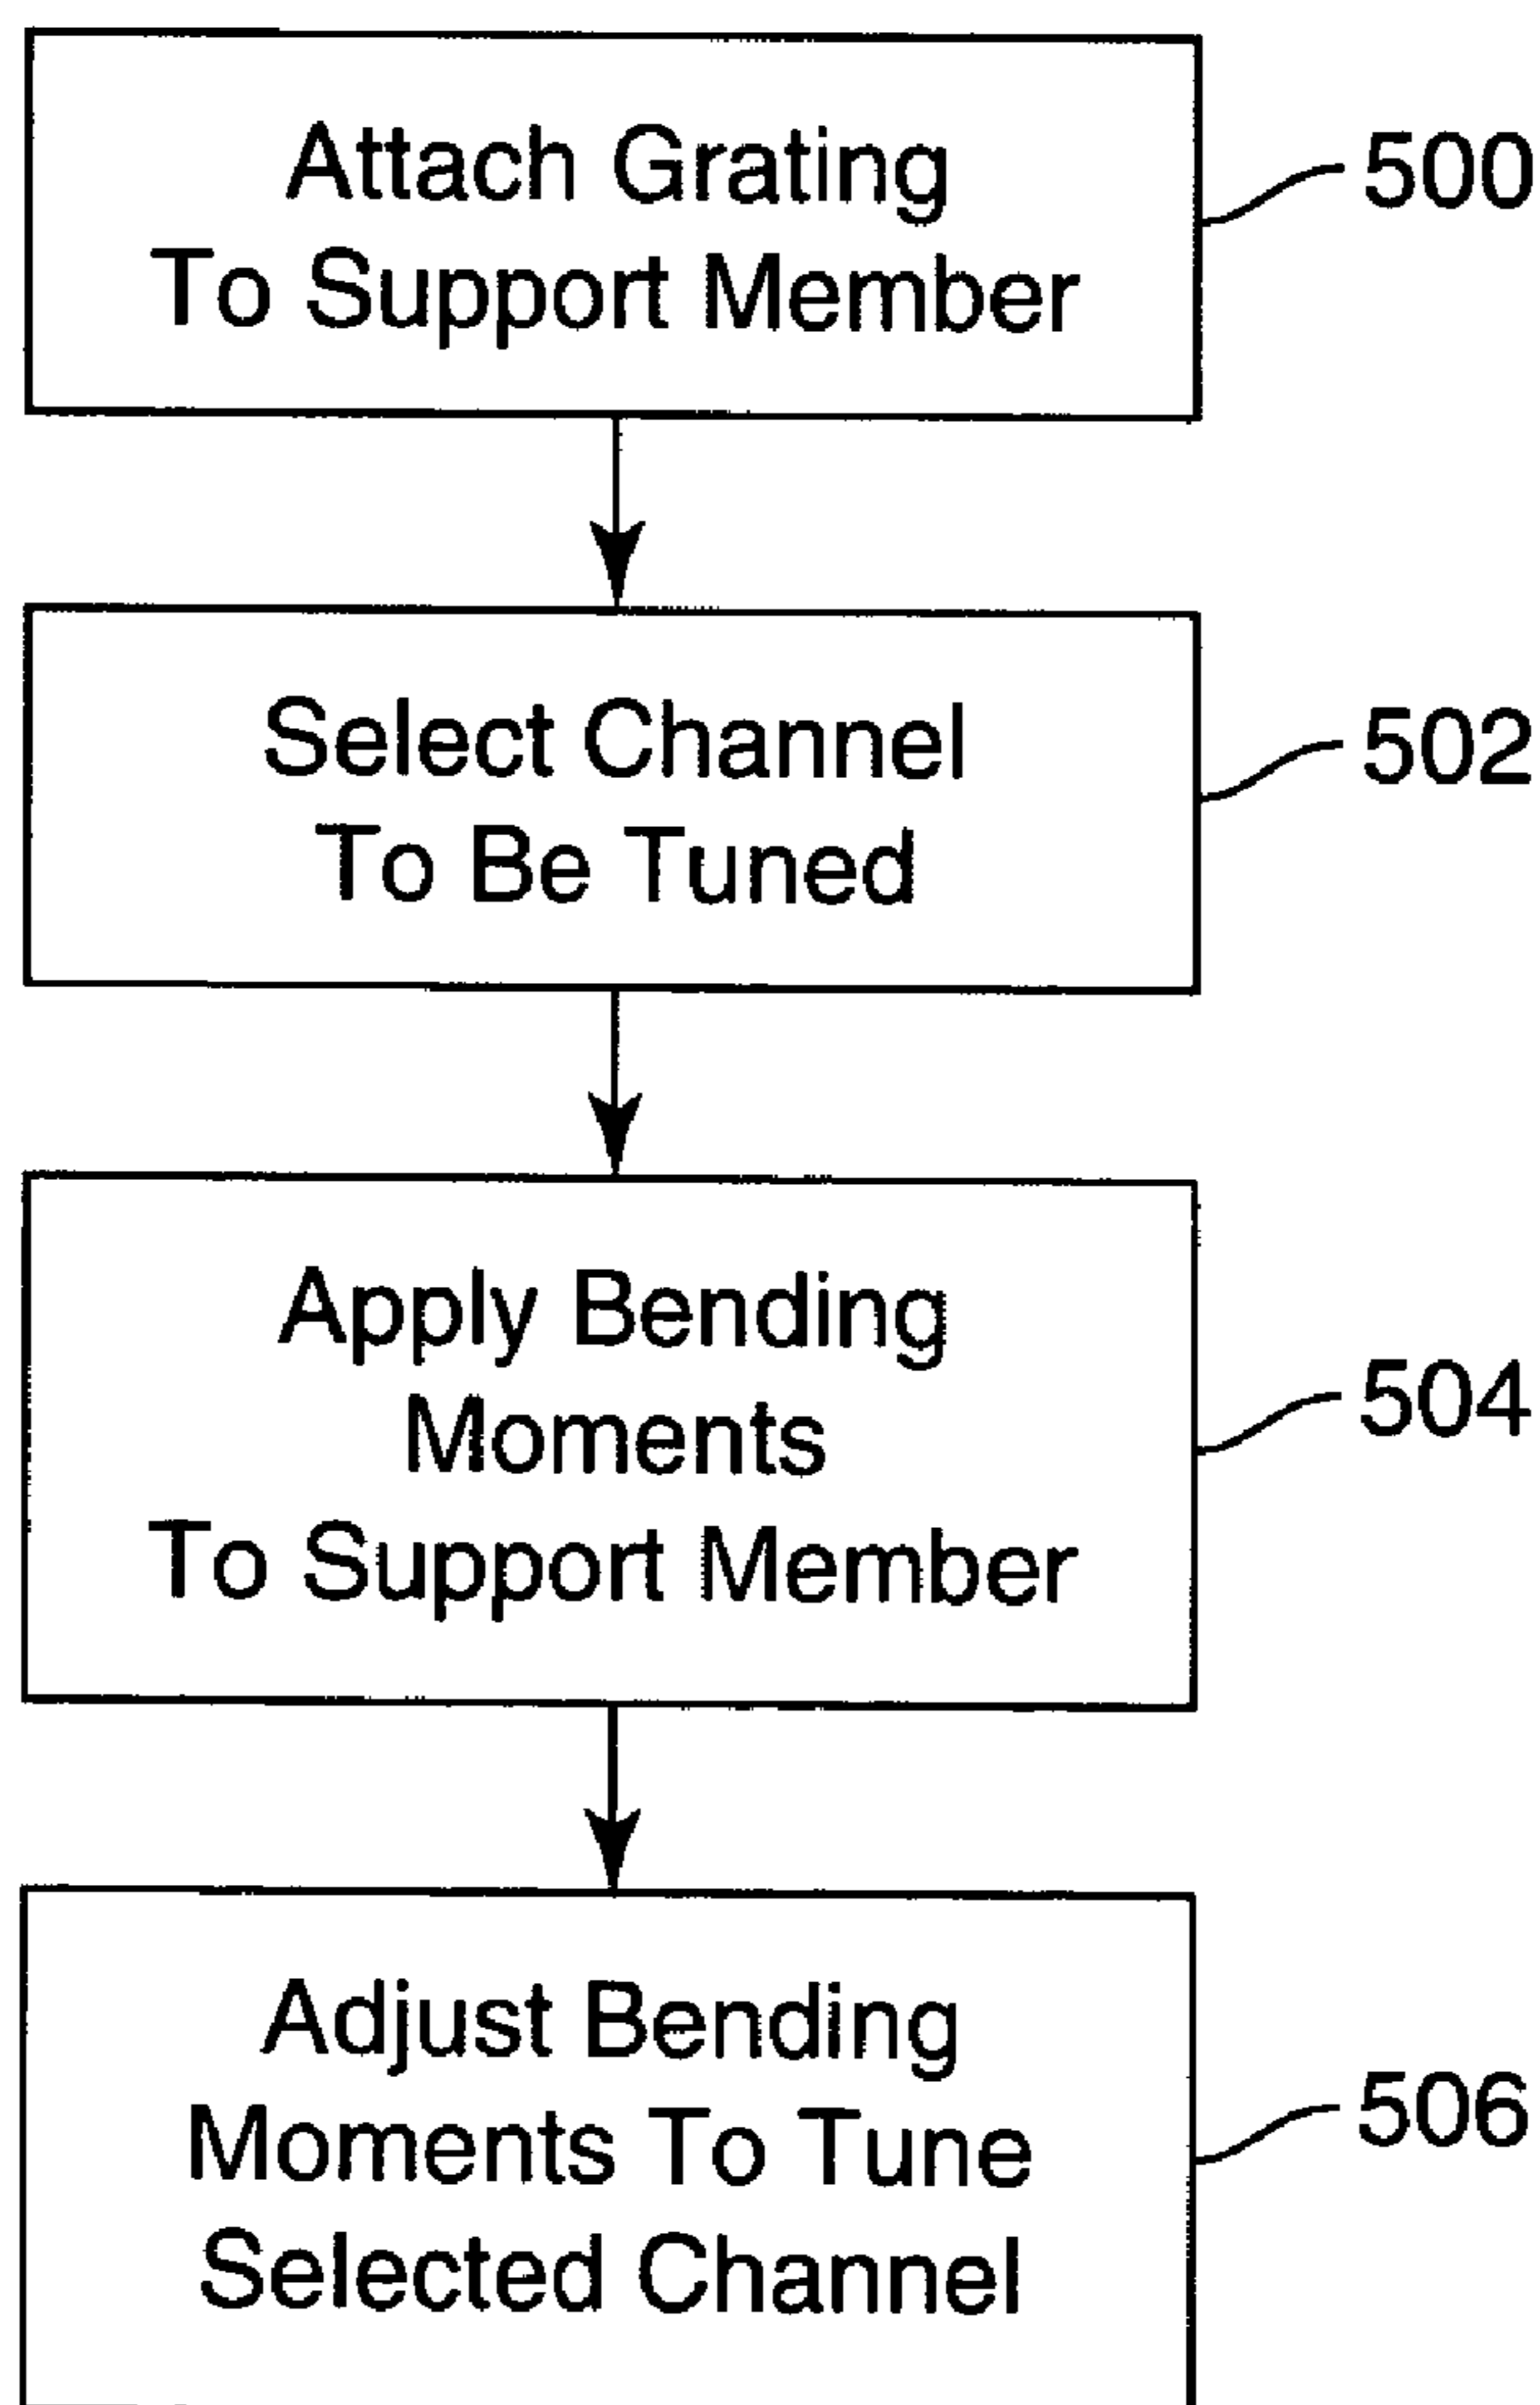 Attach Grating
To Support Member
500
Select Channel
To Be Tuned
502
Apply Bending
Moments
To Support Member
504
Adjust Bending
Moments To Tune
Selected Channel
506